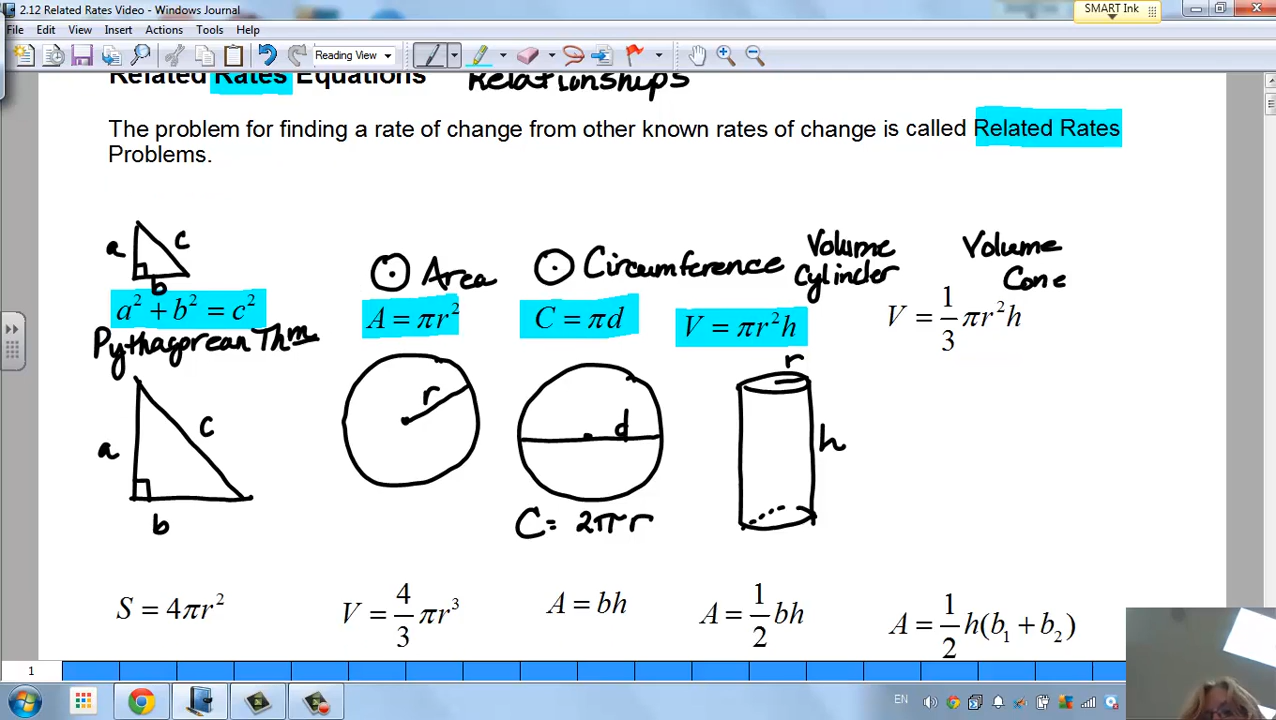 2.12 Related Rates Video - Windows Journal
SMART Ink
File Edit View Insert Actions Tools Help
Reading View
Related Rates Equations Relationships
The problem for finding a rate of change from other known rates of change is called Related Rates
Problems.
a c
b
a² + b² = c²
Pythagorean Thm
a c
b
Area
A = πr²
r
Circumference
C = πd
d
C = 2πr
Volume
Cylinder
V = πr²h
r
h
Volume
Cone
V = 1/3 πr²h
S = 4πr²
V = 4/3 πr³
A = bh
A = 1/2 bh
A = 1/2 h(b₁ + b₂)
1
EN